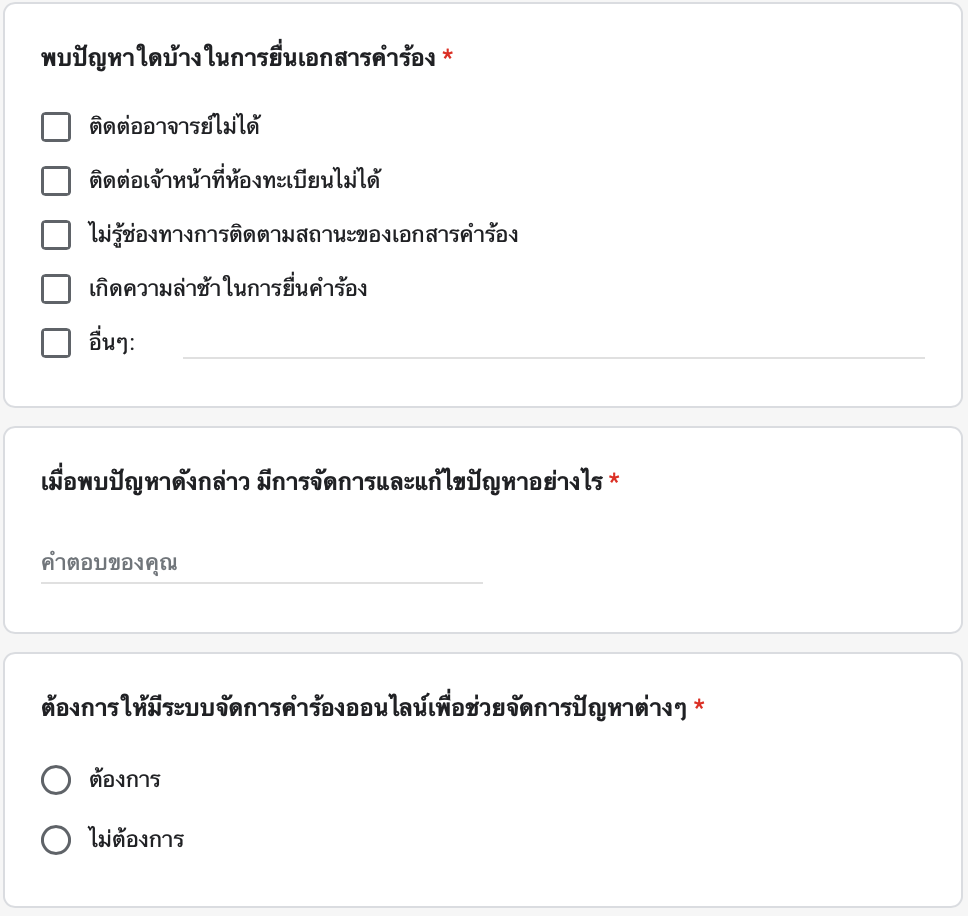 พบปัญหาใดบ้างในการยื่นเอกสารคำร้อง *
ติดต่ออาจารย์ไม่ได้
ติดต่อเจ้าหน้าที่ห้องทะเบียนไม่ได้
ไม่รู้ช่องทางการติดตามสถานะของเอกสารคำร้อง
เกิดความล่าช้าในการยื่นคำร้อง
อื่นๆ:
เมื่อพบปัญหาดังกล่าว มีการจัดการและแก้ไขปัญหาอย่างไร *
คำตอบของคุณ
ต้องการให้มีระบบจัดการคำร้องออนไลน์เพื่อช่วยจัดการปัญหาต่างๆ *
ต้องการ
ไม่ต้องการ